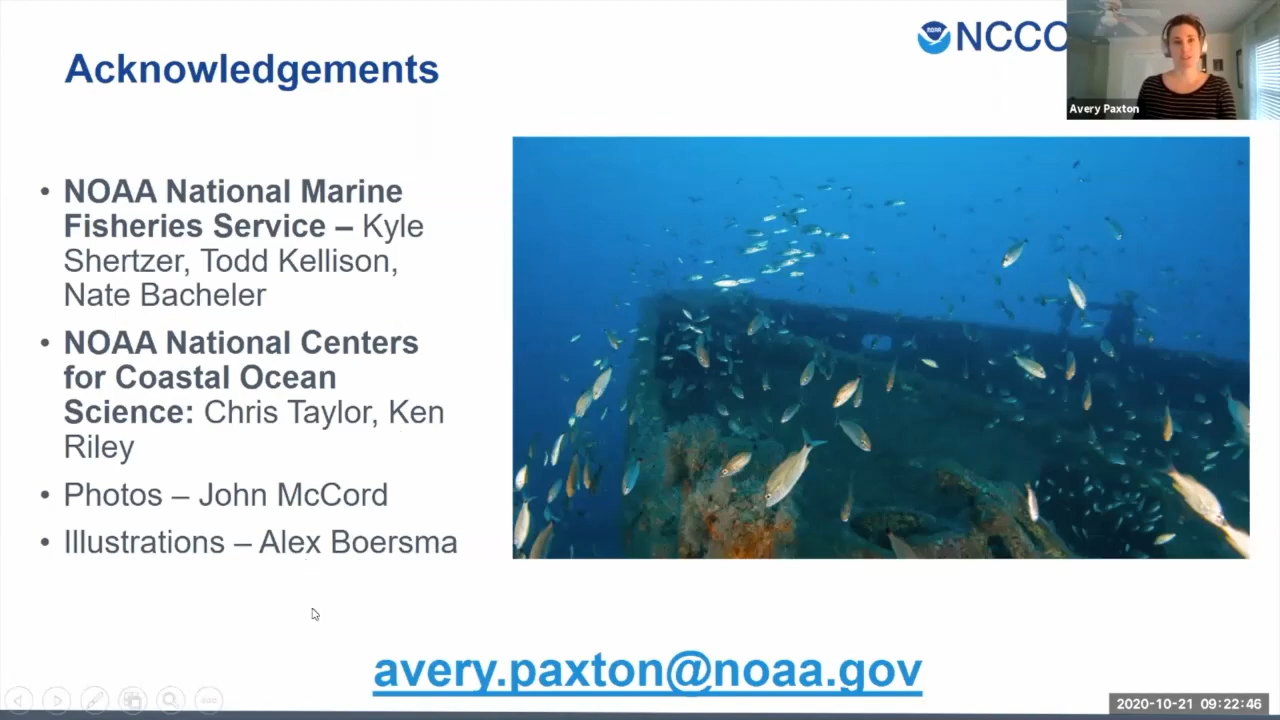 Acknowledgements
NOAA
NCCO
Avery Paxton
• NOAA National Marine
Fisheries Service – Kyle
Shertzer, Todd Kellison,
Nate Bacheler
• NOAA National Centers
for Coastal Ocean
Science: Chris Taylor, Ken
Riley
• Photos – John McCord
• Illustrations – Alex Boersma
avery.paxton@noaa.gov
2020-10-21 09:22:46